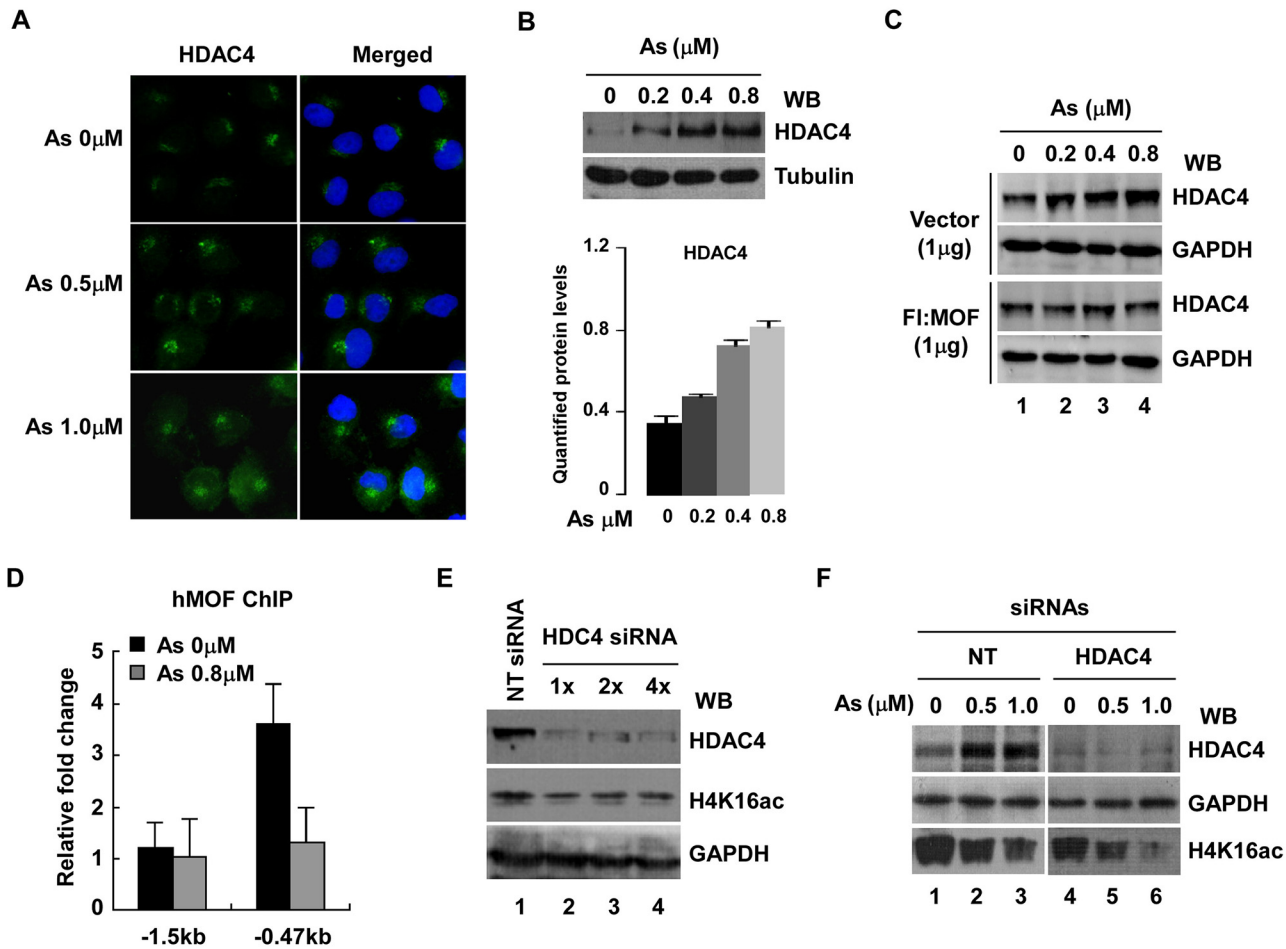 A
HDAC4 Merged
As 0μM
As 0.5μM
As 1.0μM
B
As (μM)
0 0.2 0.4 0.8 WB
HDAC4
Tubulin
1.2
0.8
0.4
0
Quantified protein levels
HDAC4
As μM 0 0.2 0.4 0.8
C
As (μM)
0 0.2 0.4 0.8 WB
Vector
(1μg)
HDAC4
GAPDH
Fl:MOF
(1μg)
HDAC4
GAPDH
1 2 3 4
D
hMOF ChIP
As 0μM
As 0.8μM
Relative fold change
5
4
3
2
1
0
-1.5kb -0.47kb
E
NT siRNA
HDC4 siRNA
1x 2x 4x
WB
HDAC4
H4K16ac
GAPDH
1 2 3 4
F
siRNAs
NT HDAC4
As (μM) 0 0.5 1.0 0 0.5 1.0
WB
HDAC4
GAPDH
H4K16ac
1 2 3 4 5 6